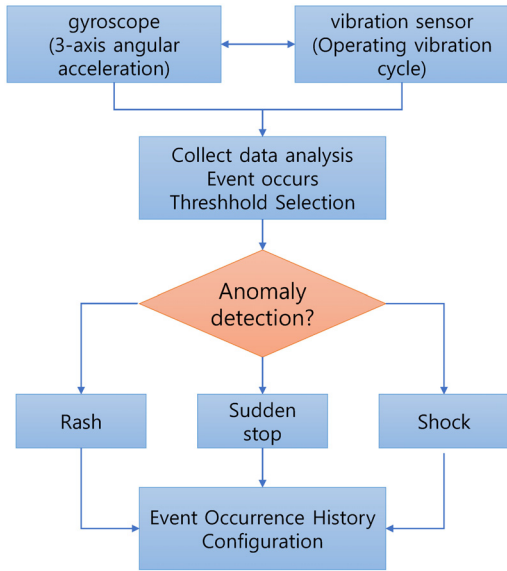 gyroscope
(3-axis angular
acceleration)
vibration sensor
(Operating vibration
cycle)
Collect data analysis
Event occurs
Threshhold Selection
Anomaly
detection?
Rash
Sudden
stop
Shock
Event Occurrence History
Configuration